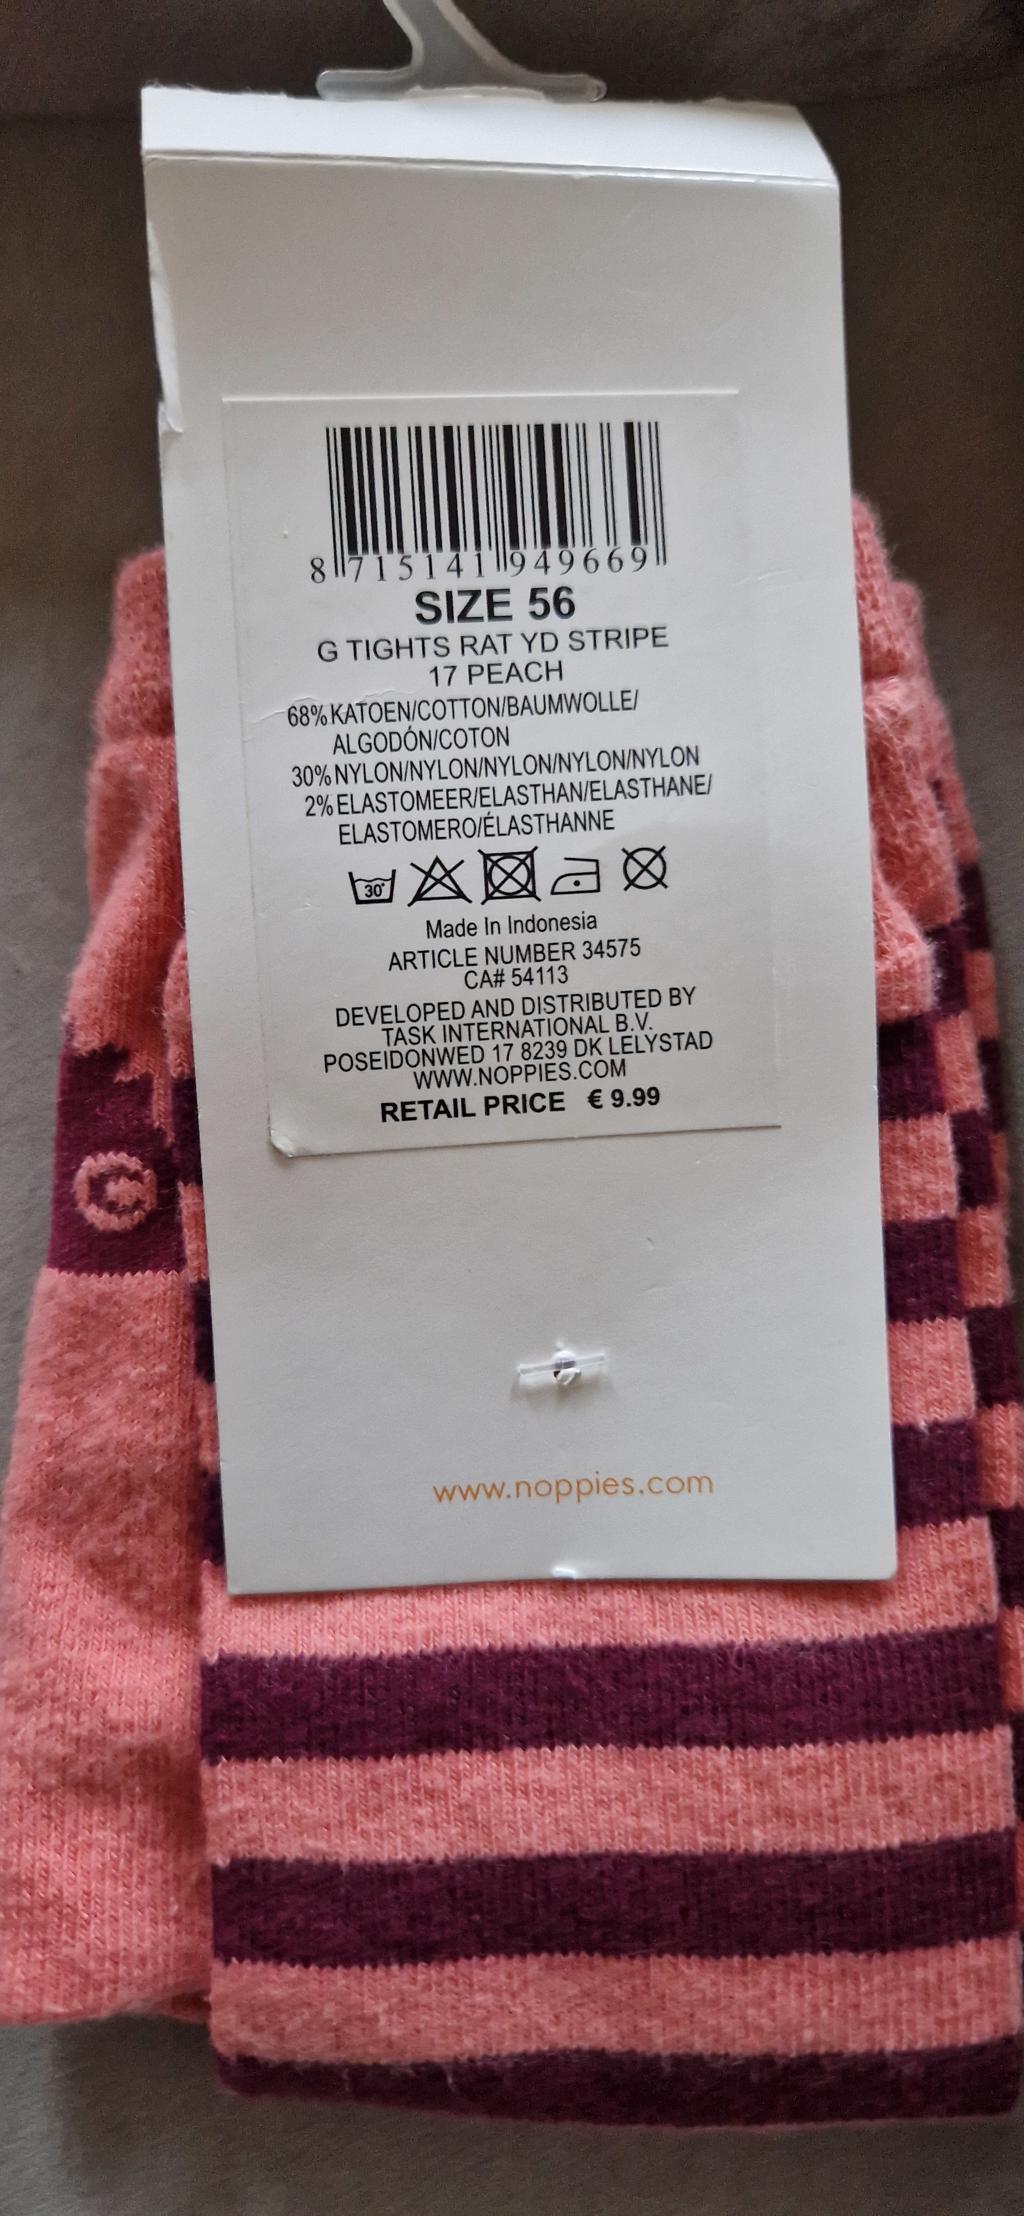 8 715141 949669
SIZE 56
G TIGHTS RAT YD STRIPE
17 PEACH
68% KATOEN/COTTON/BAUMWOLLE/
ALGODÓN/COTON
30% NYLON/NYLON/NYLON/NYLON/NYLON
2% ELASTOMEER/ELASTHAN/ELASTHANE/
ELASTOMERO/ÉLASTHANNE
30°
Made In Indonesia
ARTICLE NUMBER 34575
CA# 54113
DEVELOPED AND DISTRIBUTED BY
TASK INTERNATIONAL B.V.
POSEIDONWED 17 8239 DK LELYSTAD
WWW.NOPPIES.COM
RETAIL PRICE € 9.99
www.noppies.com